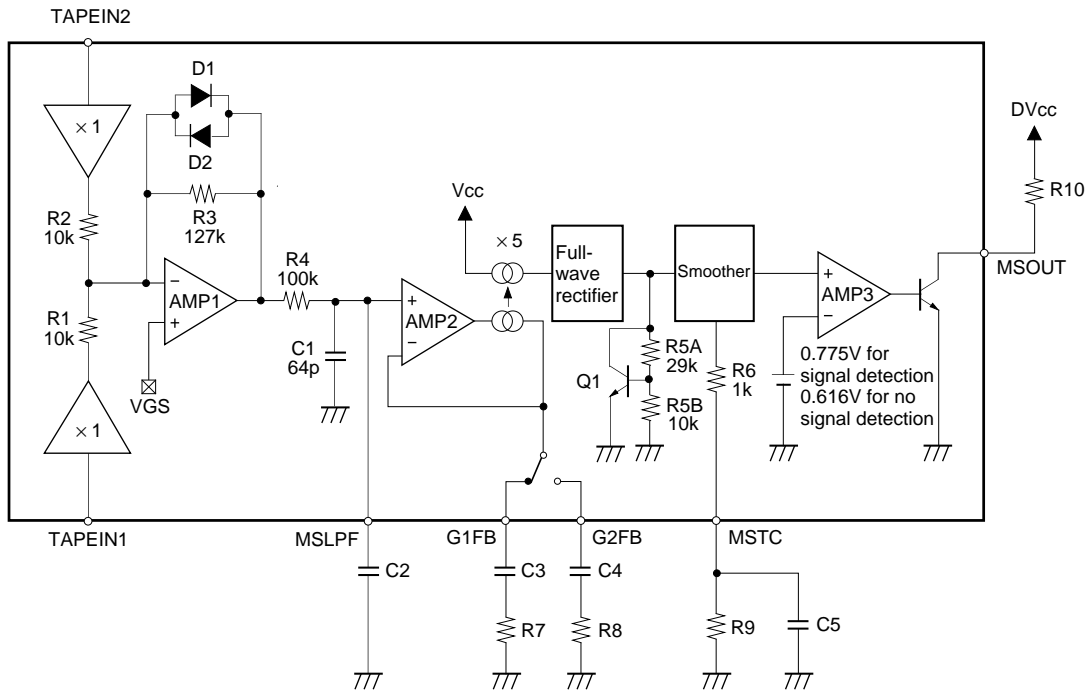 TAPEIN2
D1
× 1
D2
DVcc
R10
Vcc
× 5
R3
127k
R2
10k
R4
100k
Full-
wave
rectifier
Smoother
MSOUT
−
AMP1
+
+
AMP2
−
+
AMP3
−
R1
10k
C1
64p
R5A
29k
Q1
R5B
10k
R6
1k
0.775V for
signal detection
0.616V for no
signal detection
VGS
× 1
TAPEIN1
MSLPF
G1FB
G2FB
MSTC
C2
C3
C4
R7
R8
R9
C5